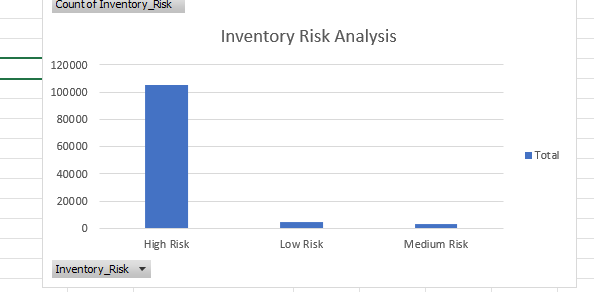 Count of Inventory_Risk
Inventory Risk Analysis
120000
100000
80000
60000
40000
20000
0
High Risk
Low Risk
Medium Risk
Total
Inventory_Risk